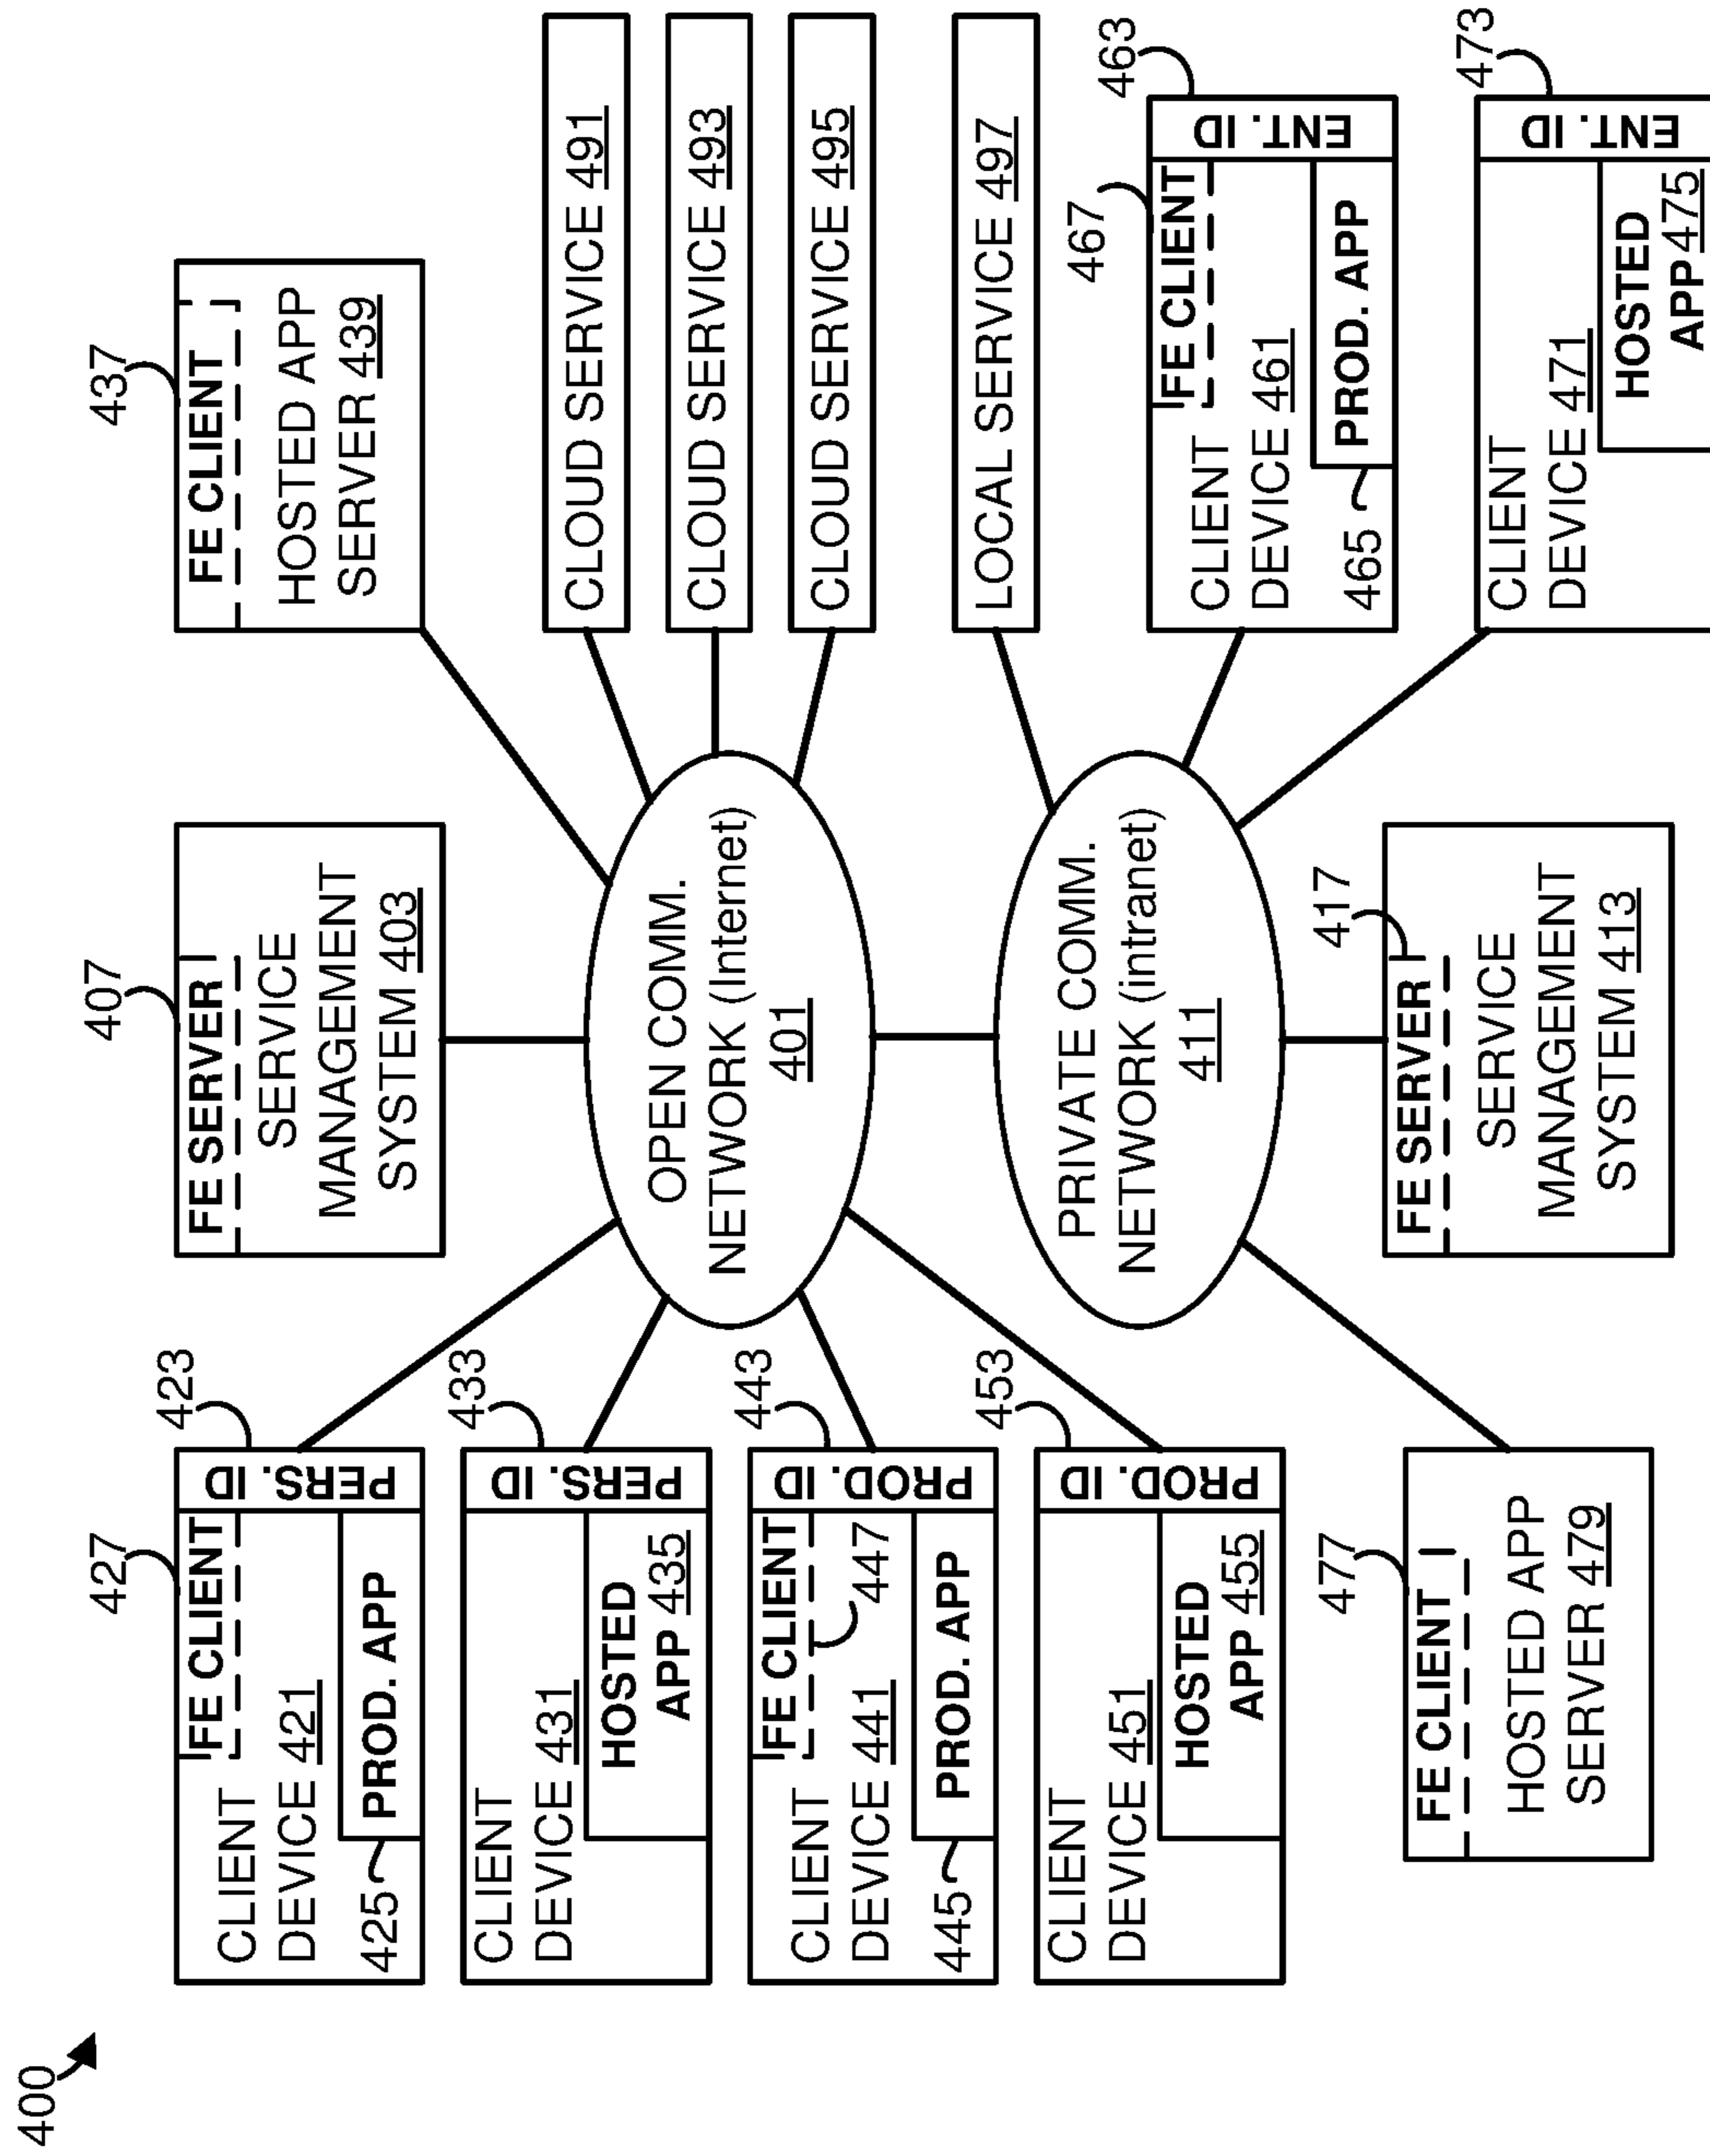 400
427
FE CLIENT
423
CLIENT
DEVICE 421
PERS. ID
425
PROD. APP
433
CLIENT
DEVICE 431
PERS. ID
HOSTED
APP 435
443
FE CLIENT
447
CLIENT
DEVICE 441
PROD. ID
445
PROD. APP
453
CLIENT
DEVICE 451
PROD. ID
HOSTED
APP 455
477
FE CLIENT
HOSTED APP
SERVER 479
407
FE SERVER
SERVICE
MANAGEMENT
SYSTEM 403
OPEN COMM.
NETWORK (Internet)
401
PRIVATE COMM.
NETWORK (intranet)
411
417
FE SERVER
SERVICE
MANAGEMENT
SYSTEM 413
437
FE CLIENT
HOSTED APP
SERVER 439
CLOUD SERVICE 491
CLOUD SERVICE 493
CLOUD SERVICE 495
LOCAL SERVICE 497
467
FE CLIENT
463
CLIENT
DEVICE 461
ENT. ID
465
PROD. APP
473
CLIENT
DEVICE 471
ENT. ID
HOSTED
APP 475